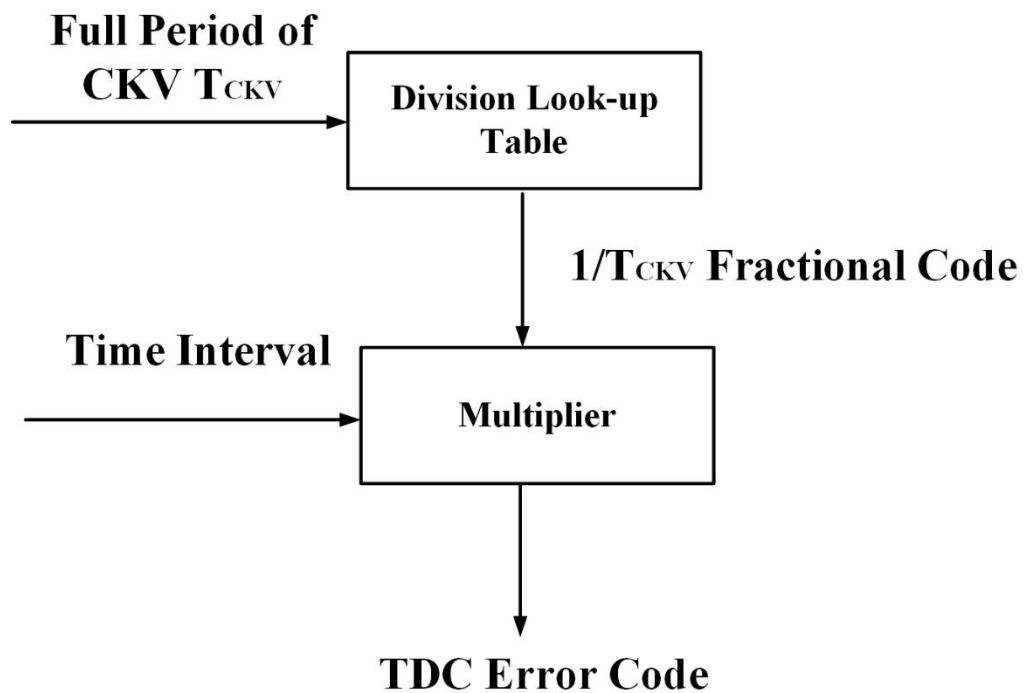 Full Period of
CKV TCKV
Division Look-up
Table
1/TCKV Fractional Code
Time Interval
Multiplier
TDC Error Code